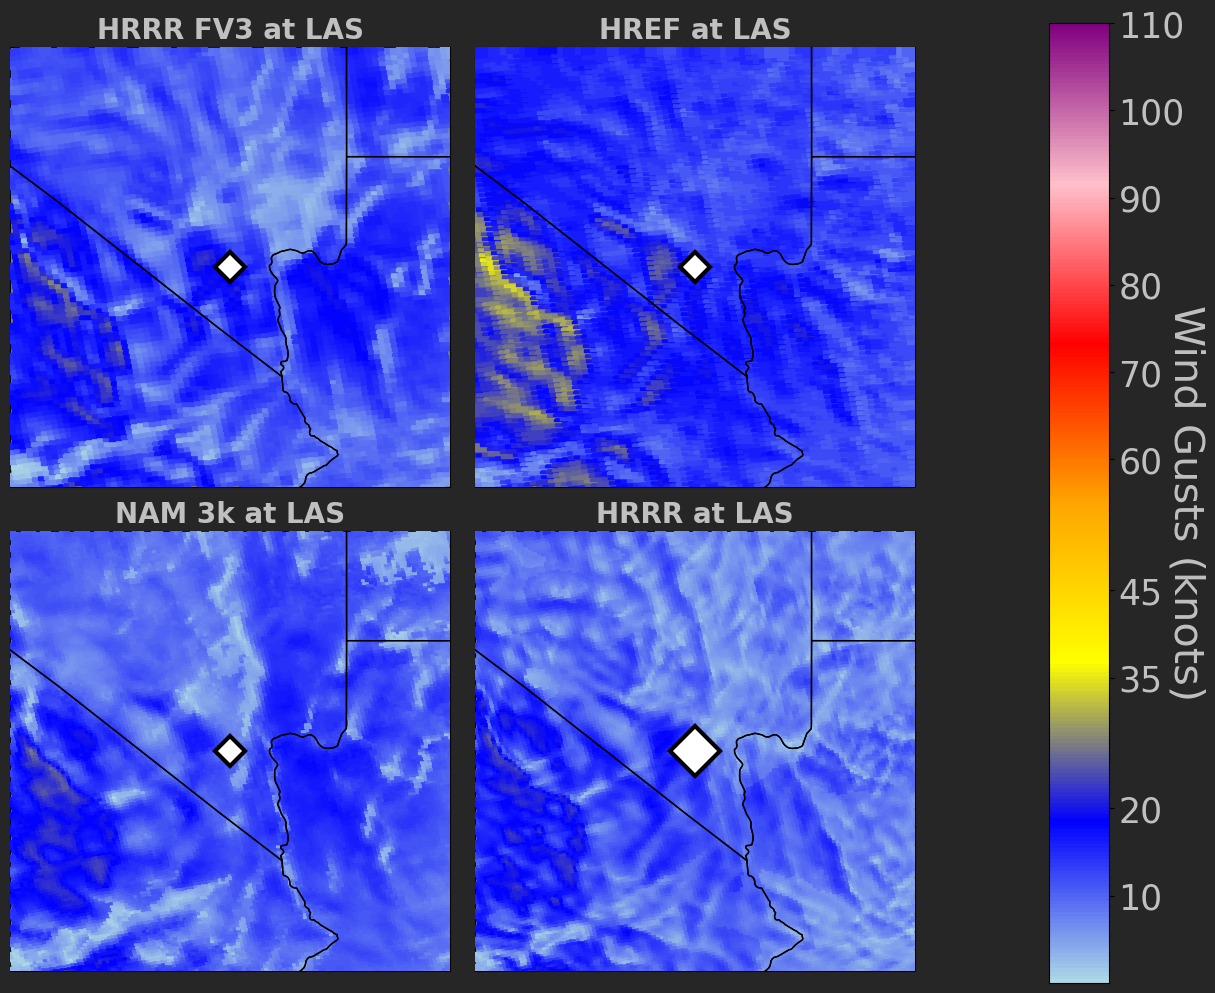 HRRR FV3 at LAS
HREF at LAS
NAM 3k at LAS
HRRR at LAS
110
100
90
80
70
60
45
35
20
10
Wind Gusts (knots)